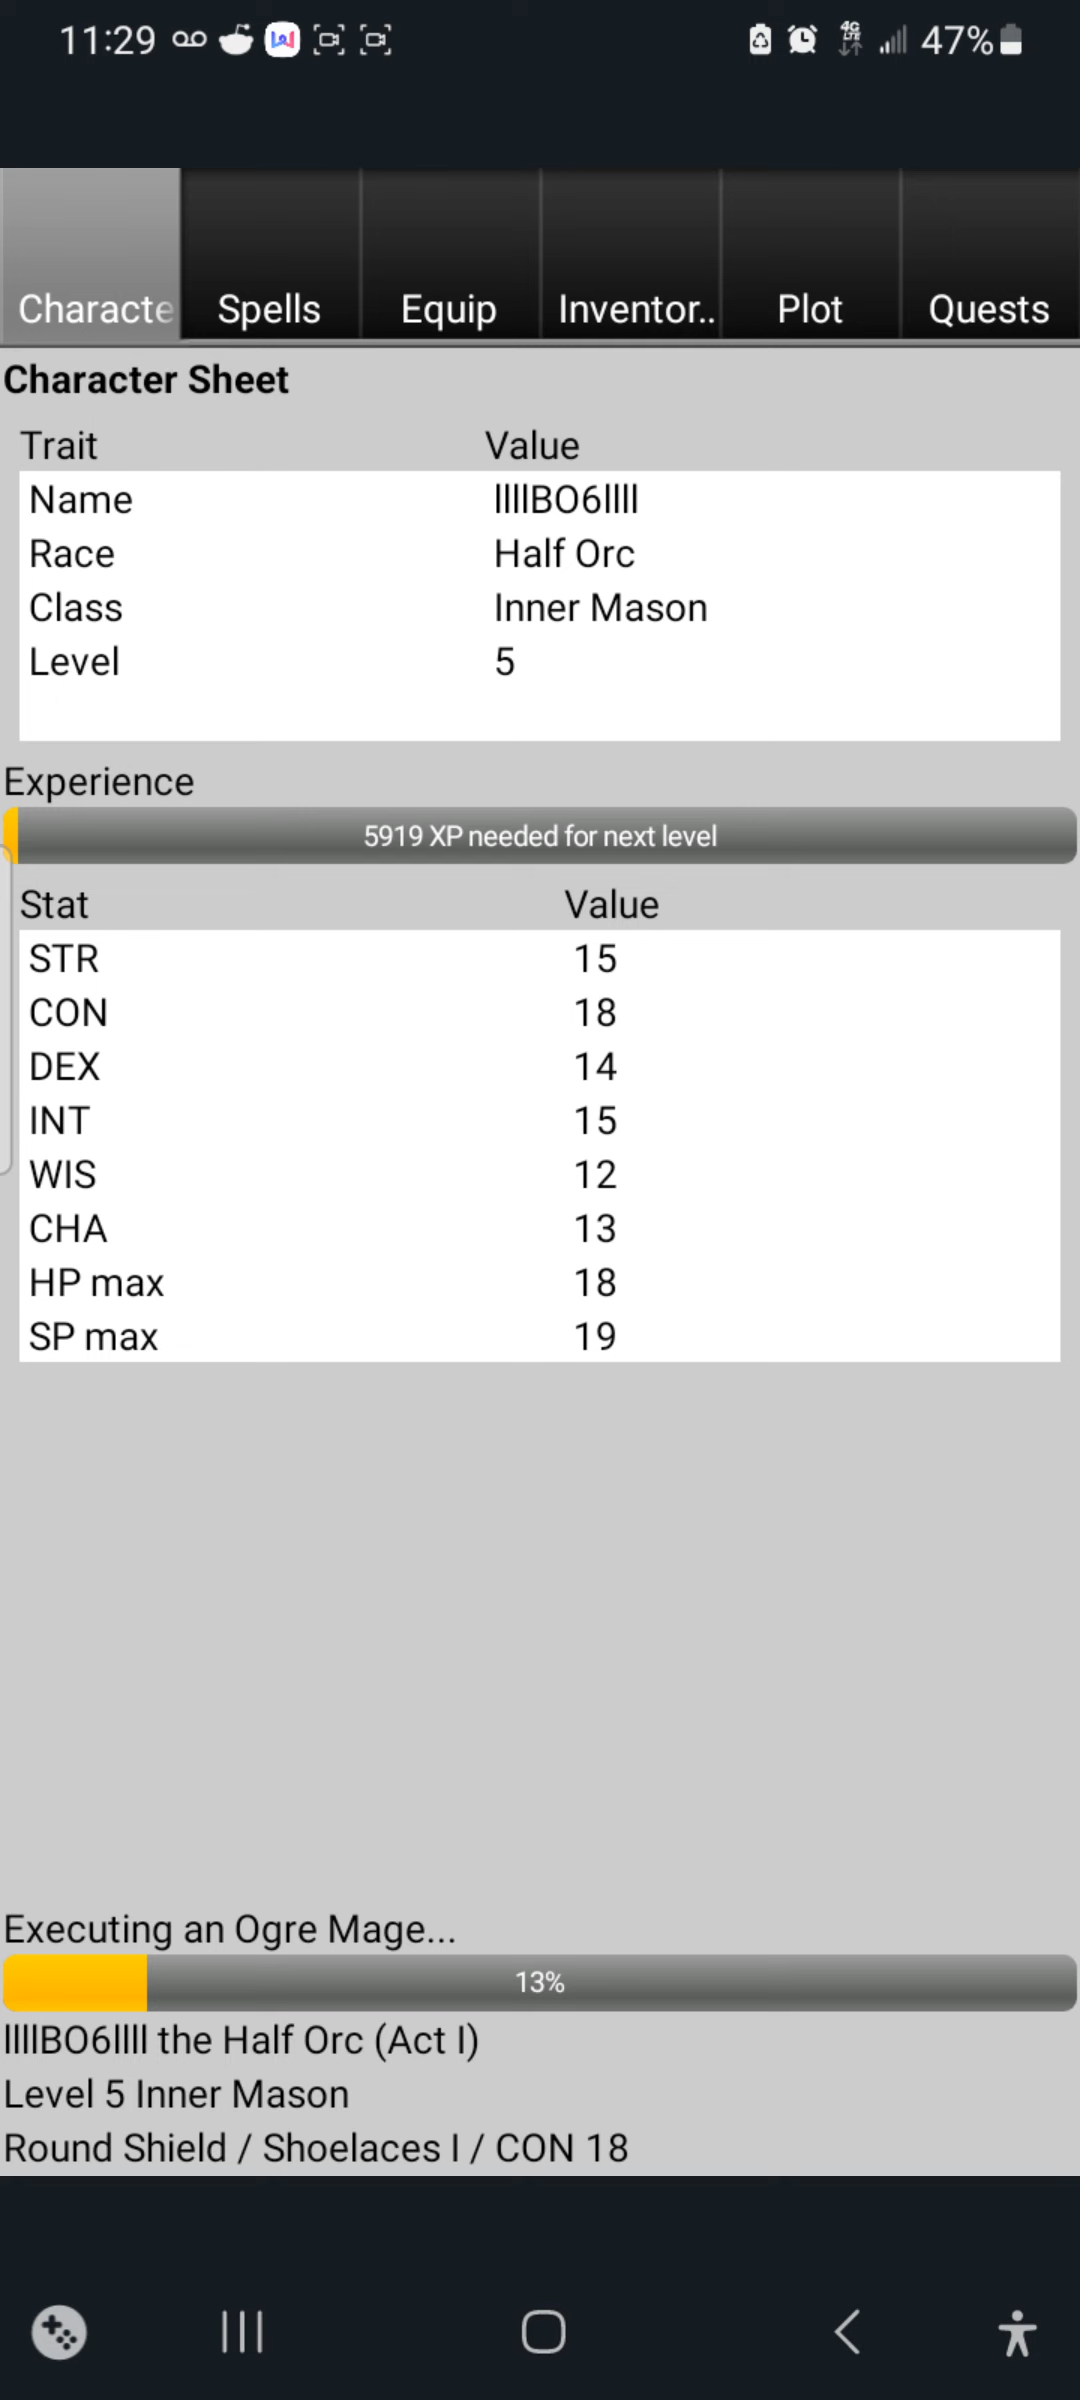 11:29 47%
Characte Spells Equip Inventor.. Plot Quests
Character Sheet
Trait Value
Name llllBO6llll
Race Half Orc
Class Inner Mason
Level 5
Experience
5919 XP needed for next level
Stat Value
STR 15
CON 18
DEX 14
INT 15
WIS 12
CHA 13
HP max 18
SP max 19
Executing an Ogre Mage...
13%
llllBO6llll the Half Orc (Act I)
Level 5 Inner Mason
Round Shield / Shoelaces I / CON 18